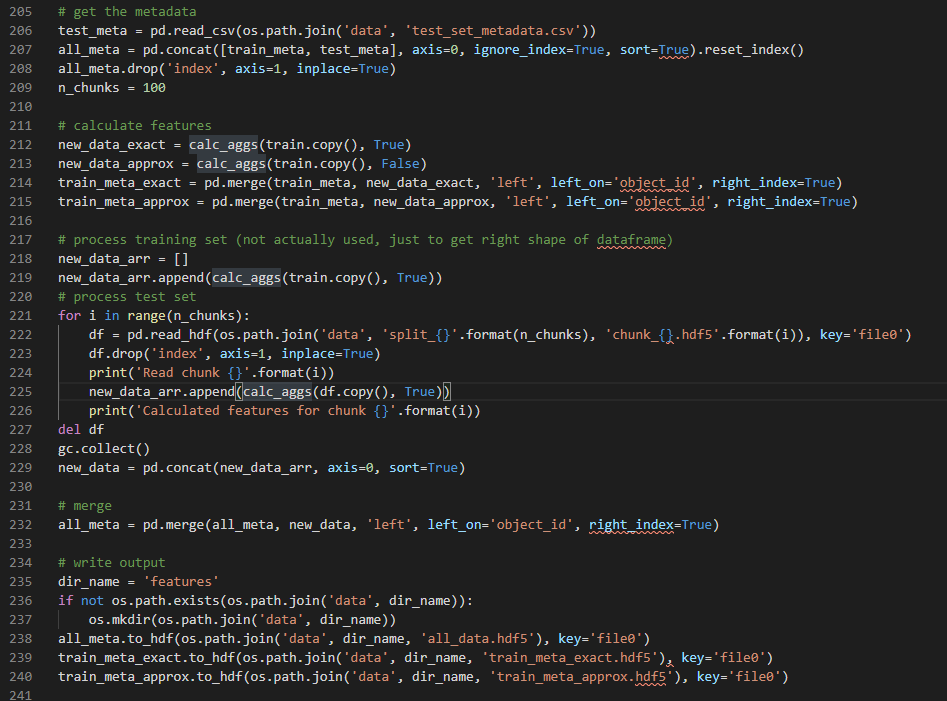 205 # get the metadata
206 test_meta = pd.read_csv(os.path.join('data', 'test_set_metadata.csv'))
207 all_meta = pd.concat([train_meta, test_meta], axis=0, ignore_index=True, sort=True).reset_index()
208 all_meta.drop('index', axis=1, inplace=True)
209 n_chunks = 100
210
211 # calculate features
212 new_data_exact = calc_aggs(train.copy(), True)
213 new_data_approx = calc_aggs(train.copy(), False)
214 train_meta_exact = pd.merge(train_meta, new_data_exact, 'left', left_on='object_id', right_index=True)
215 train_meta_approx = pd.merge(train_meta, new_data_approx, 'left', left_on='object_id', right_index=True)
216
217 # process training set (not actually used, just to get right shape of dataframe)
218 new_data_arr = []
219 new_data_arr.append(calc_aggs(train.copy(), True))
220 # process test set
221 for i in range(n_chunks):
222     df = pd.read_hdf(os.path.join('data', 'split_{}'.format(n_chunks), 'chunk_{}.hdf5'.format(i)), key='file0')
223     df.drop('index', axis=1, inplace=True)
224     print('Read chunk {}'.format(i))
225     new_data_arr.append(calc_aggs(df.copy(), True))
226     print('Calculated features for chunk {}'.format(i))
227 del df
228 gc.collect()
229 new_data = pd.concat(new_data_arr, axis=0, sort=True)
230
231 # merge
232 all_meta = pd.merge(all_meta, new_data, 'left', left_on='object_id', right_index=True)
233
234 # write output
235 dir_name = 'features'
236 if not os.path.exists(os.path.join('data', dir_name)):
237     os.mkdir(os.path.join('data', dir_name))
238 all_meta.to_hdf(os.path.join('data', dir_name, 'all_data.hdf5'), key='file0')
239 train_meta_exact.to_hdf(os.path.join('data', dir_name, 'train_meta_exact.hdf5'), key='file0')
240 train_meta_approx.to_hdf(os.path.join('data', dir_name, 'train_meta_approx.hdf5'), key='file0')
241